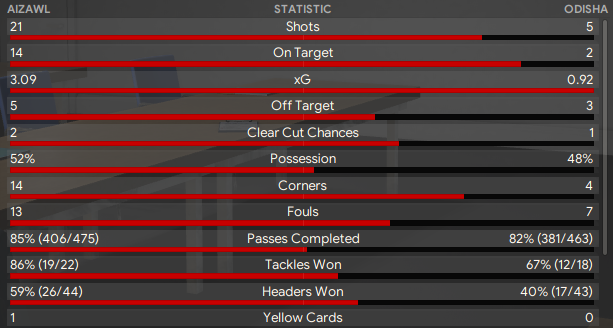 AIZAWL STATISTIC ODISHA
21 Shots 5
14 On Target 2
3.09 xG 0.92
5 Off Target 3
2 Clear Cut Chances 1
52% Possession 48%
14 Corners 4
13 Fouls 7
85% (406/475) Passes Completed 82% (381/463)
86% (19/22) Tackles Won 67% (12/18)
59% (26/44) Headers Won 40% (17/43)
1 Yellow Cards 0